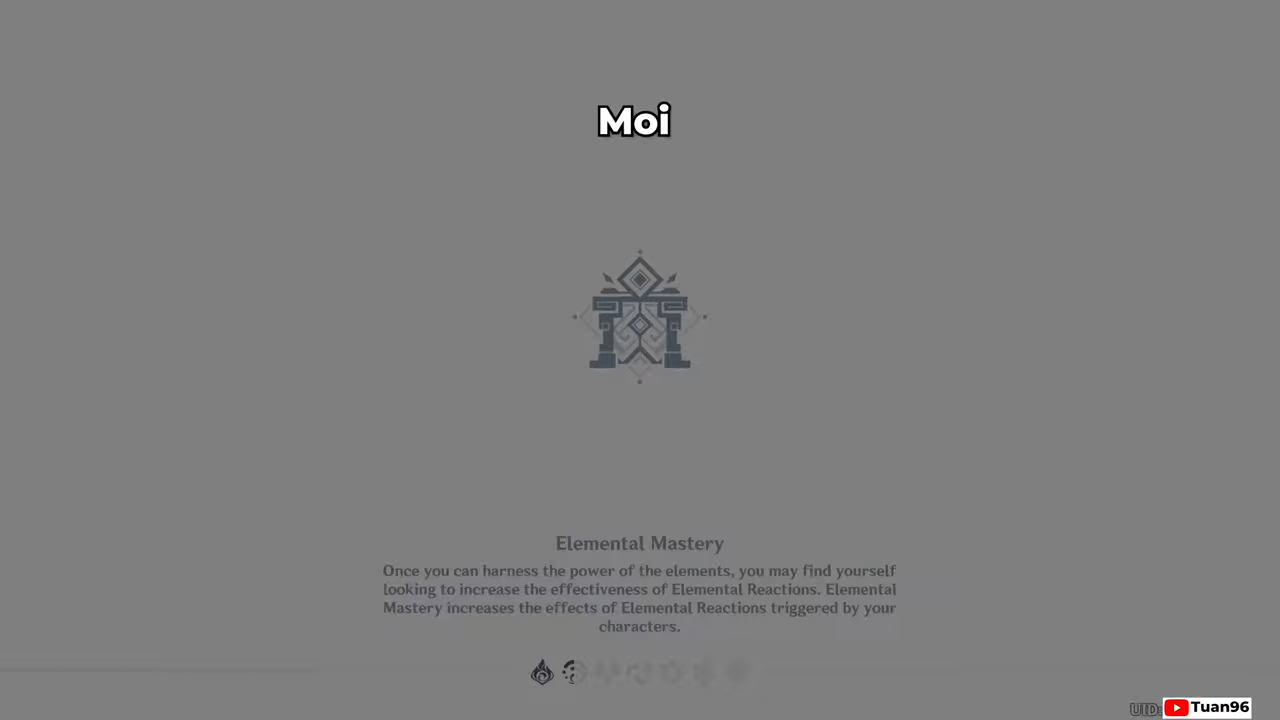 Moi
Elemental Mastery
Once you can harness the power of the elements, you may find yourself
looking to increase the effectiveness of Elemental Reactions. Elemental
Mastery increases the effects of Elemental Reactions triggered by your
characters.
UID: Tuan96